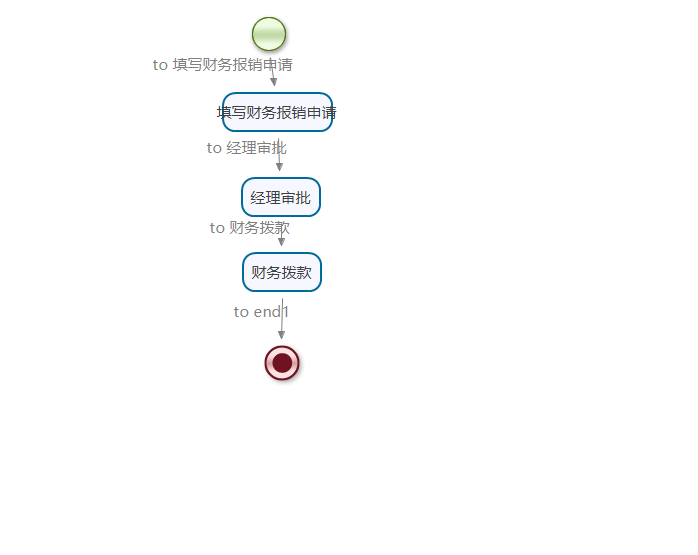 to 填写财务报销申请
填写财务报销申请
to 经理审批
经理审批
to 财务拨款
财务拨款
to end1